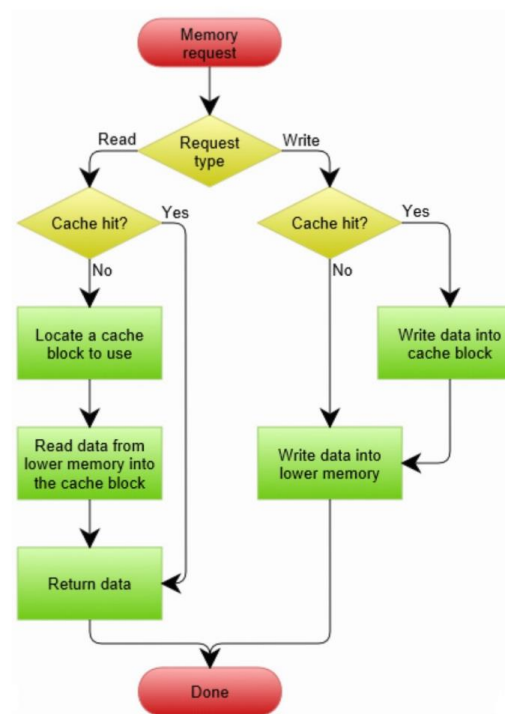 Memory
request
Read
Request
type
Write
Cache hit?
Yes
Cache hit?
Yes
No
No
Locate a cache
block to use
Write data into
cache block
Read data from
lower memory into
the cache block
Write data into
lower memory
Return data
Done